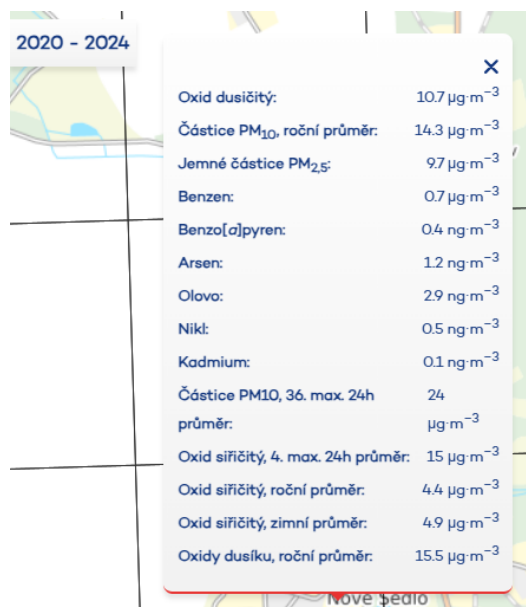 2020 - 2024
×
Oxid dusičitý: 10.7 µg·m⁻³
Částice PM₁₀, roční průměr: 14.3 µg·m⁻³
Jemné částice PM₂,₅: 9.7 µg·m⁻³
Benzen: 0.7 µg·m⁻³
Benzo[a]pyren: 0.4 ng·m⁻³
Arsen: 1.2 ng·m⁻³
Olovo: 2.9 ng·m⁻³
Nikl: 0.5 ng·m⁻³
Kadmium: 0.1 ng·m⁻³
Částice PM10, 36. max. 24h 24
průměr: µg·m⁻³
Oxid siřičitý, 4. max. 24h průměr: 15 µg·m⁻³
Oxid siřičitý, roční průměr: 4.4 µg·m⁻³
Oxid siřičitý, zimní průměr: 4.9 µg·m⁻³
Oxidy dusíku, roční průměr: 15.5 µg·m⁻³
Nové Sedlo